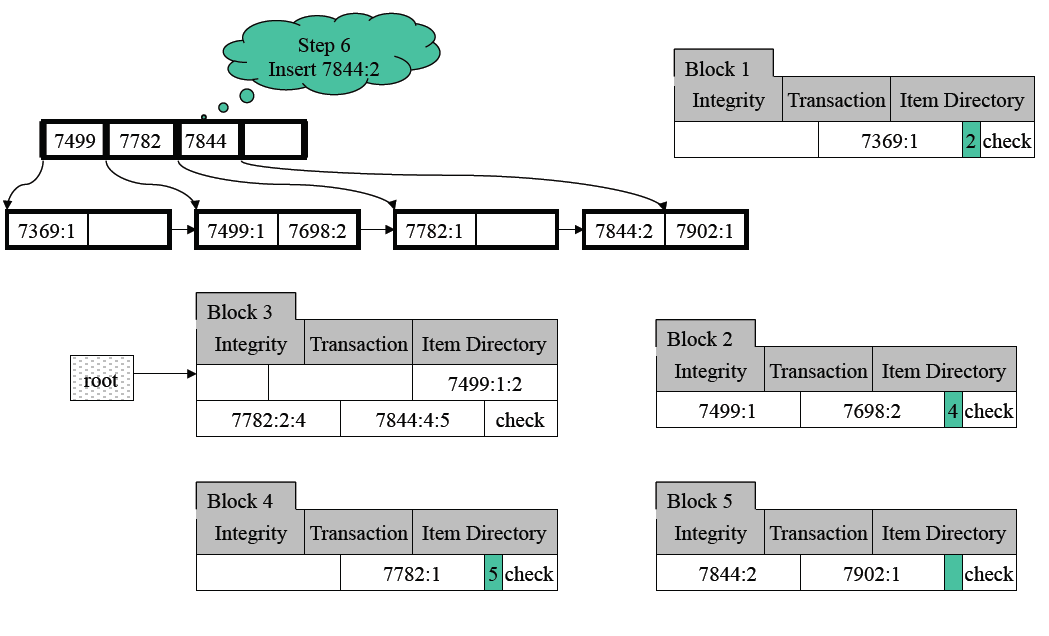 Step 6
Insert 7844:2
7499 7782 7844
7369:1 7499:1 7698:2 7782:1 7844:2 7902:1
Block 1
Integrity Transaction Item Directory
7369:1 2 check
Block 3
Integrity Transaction Item Directory
root
7499:1:2
7782:2:4 7844:4:5 check
Block 2
Integrity Transaction Item Directory
7499:1 7698:2 4 check
Block 4
Integrity Transaction Item Directory
7782:1 5 check
Block 5
Integrity Transaction Item Directory
7844:2 7902:1 check